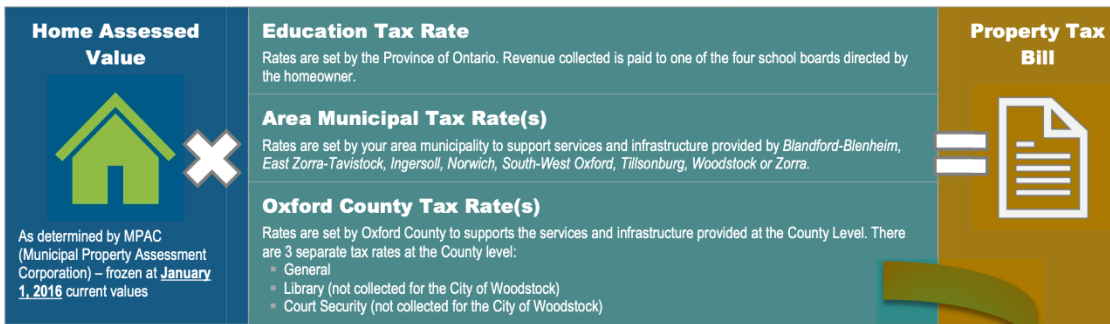 Home Assessed
Value
As determined by MPAC
(Municipal Property Assessment
Corporation) – frozen at January
1, 2016 current values
Education Tax Rate
Rates are set by the Province of Ontario. Revenue collected is paid to one of the four school boards directed by
the homeowner.
Area Municipal Tax Rate(s)
Rates are set by your area municipality to support services and infrastructure provided by Blandford-Blenheim,
East Zorra-Tavistock, Ingersoll, Norwich, South-West Oxford, Tillsonburg, Woodstock or Zorra.
Oxford County Tax Rate(s)
Rates are set by Oxford County to supports the services and infrastructure provided at the County Level. There
are 3 separate tax rates at the County level:
▪ General
▪ Library (not collected for the City of Woodstock)
▪ Court Security (not collected for the City of Woodstock)
Property Tax
Bill